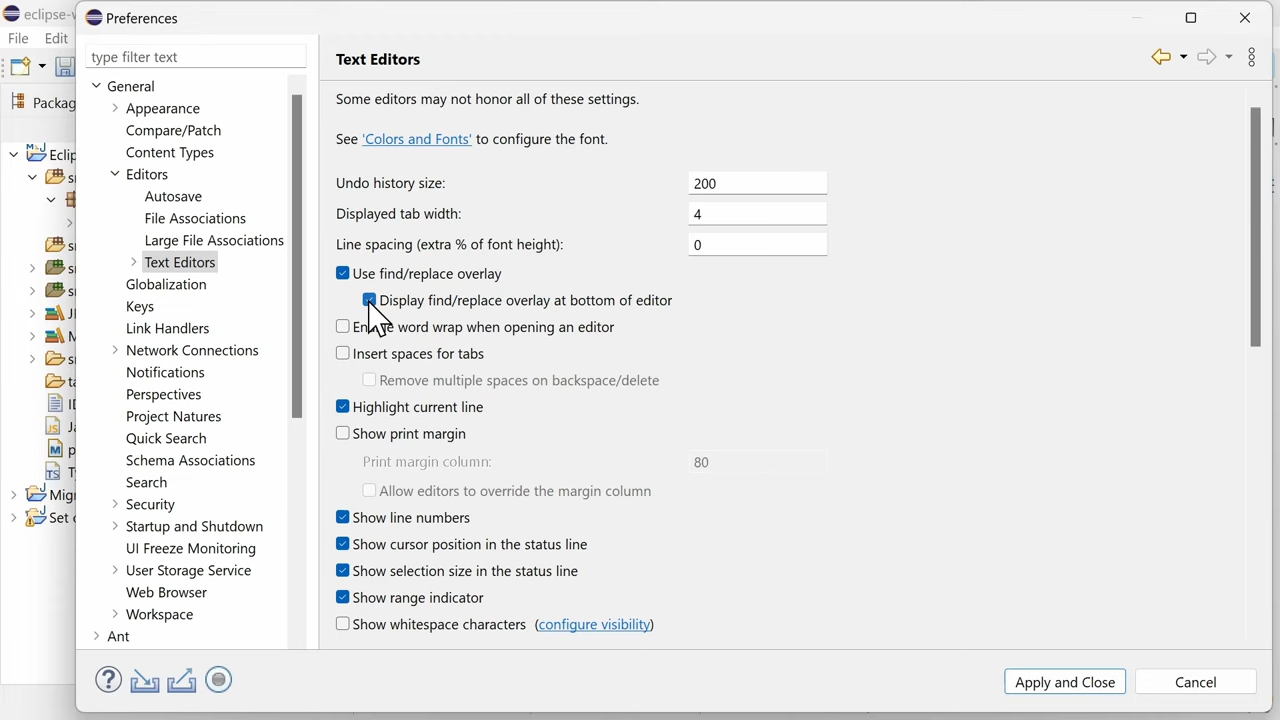 eclipse-w
Preferences
File Edit
type filter text
Text Editors
Packag
General
Some editors may not honor all of these settings.
Appearance
Compare/Patch
See 'Colors and Fonts' to configure the font.
Content Types
Eclip
Editors
Undo history size: 200
Autosave
Displayed tab width: 4
File Associations
Large File Associations
Line spacing (extra % of font height): 0
Text Editors
Use find/replace overlay
Globalization
Display find/replace overlay at bottom of editor
Keys
Link Handlers
word wrap when opening an editor
Network Connections
Insert spaces for tabs
Notifications
Remove multiple spaces on backspace/delete
Perspectives
Highlight current line
Project Natures
Show print margin
Quick Search
Schema Associations
Print margin column: 80
Search
Allow editors to override the margin column
Mig
Security
Set
Show line numbers
Startup and Shutdown
Show cursor position in the status line
UI Freeze Monitoring
Show selection size in the status line
User Storage Service
Web Browser
Show range indicator
Workspace
Show whitespace characters (configure visibility)
Ant
Apply and Close
Cancel